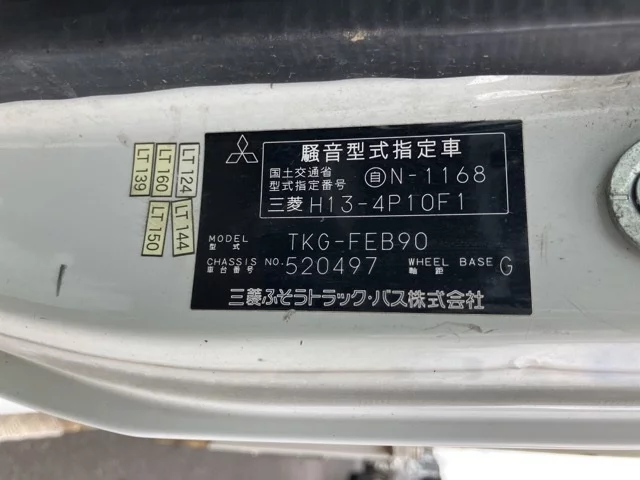 騒音型式指定車
国土交通省
型式指定番号 自N-1168
三菱 H13-4P10F1
MODEL
型式 TKG-FEB90
CHASSIS NO.
車台番号 520497
WHEEL BASE
軸距 G
三菱ふそうトラック・バス株式会社
LT 139
LT 160
LT 124
LT 150
LT 144